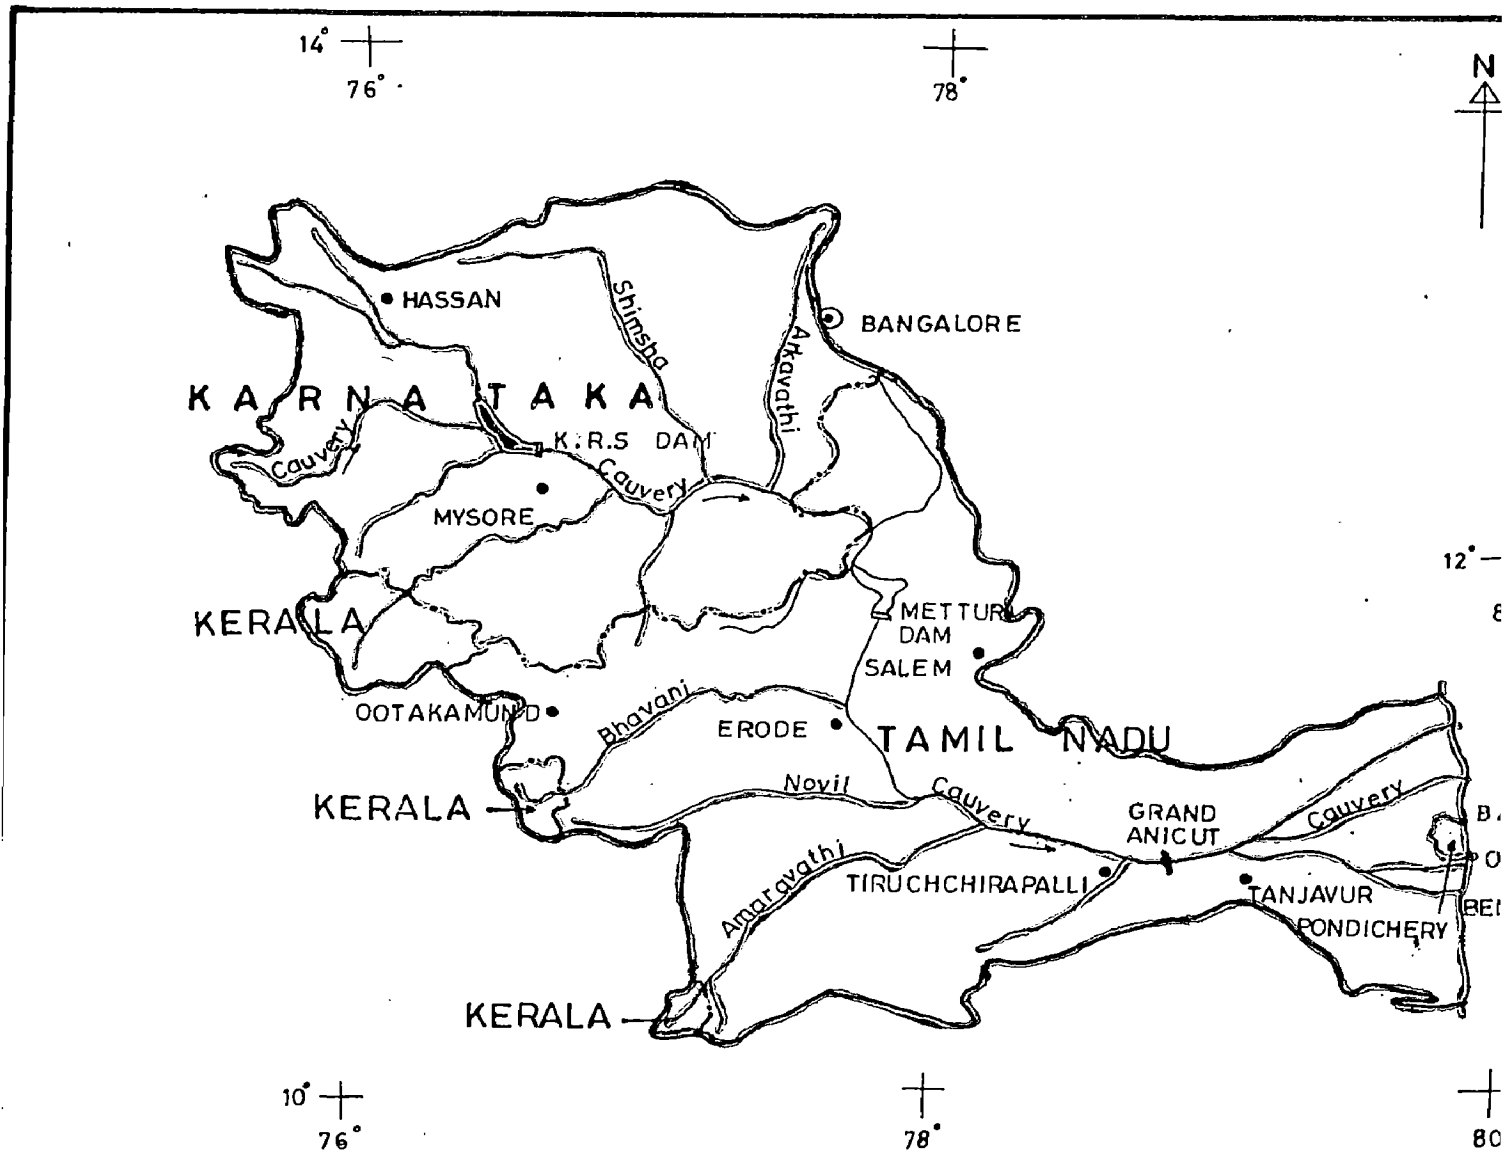 14°
76°
78°
N
HASSAN
Shimsha
Arkavathi
BANGALORE
KARNATAKA
Cauvery
K.R.S DAM
Cauvery
MYSORE
12°
KERALA
METTUR
DAM
SALEM
OOTAKAMUND
Bhavani
ERODE
TAMIL NADU
KERALA
Novil
Cauvery
GRAND
ANICUT
Cauvery
Amaravathi
TIRUCHCHIRAPALLI
TANJAVUR
PONDICHERY
KERALA
10°
76°
78°
80